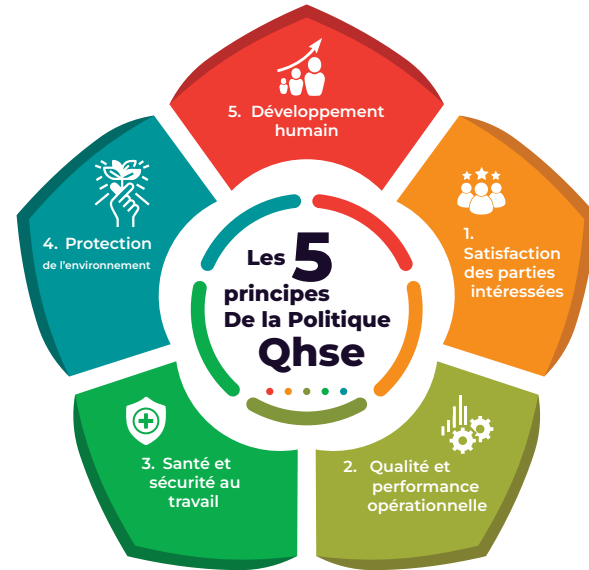 Les 5
principes
De la Politique
Qhse
1.
Satisfaction
des parties
intéressées
2. Qualité et
performance
opérationnelle
3. Santé et
sécurité au
travail
4. Protection
de l'environnement
5. Développement
humain